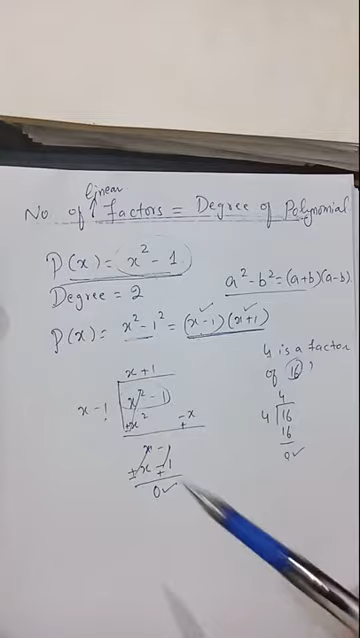 linear
No of ↑ factors = Degree of Polynomial
P(x) = x² - 1
Degree = 2
a² - b² = (a+b)(a-b)
P(x) = x² - 1² = (x-1)(x+1)
4 is a factor
of 16
x + 1
x - 1
x² - 1
±x² ∓x
x - 1
±x ∓1
0
4
4 16
16
0